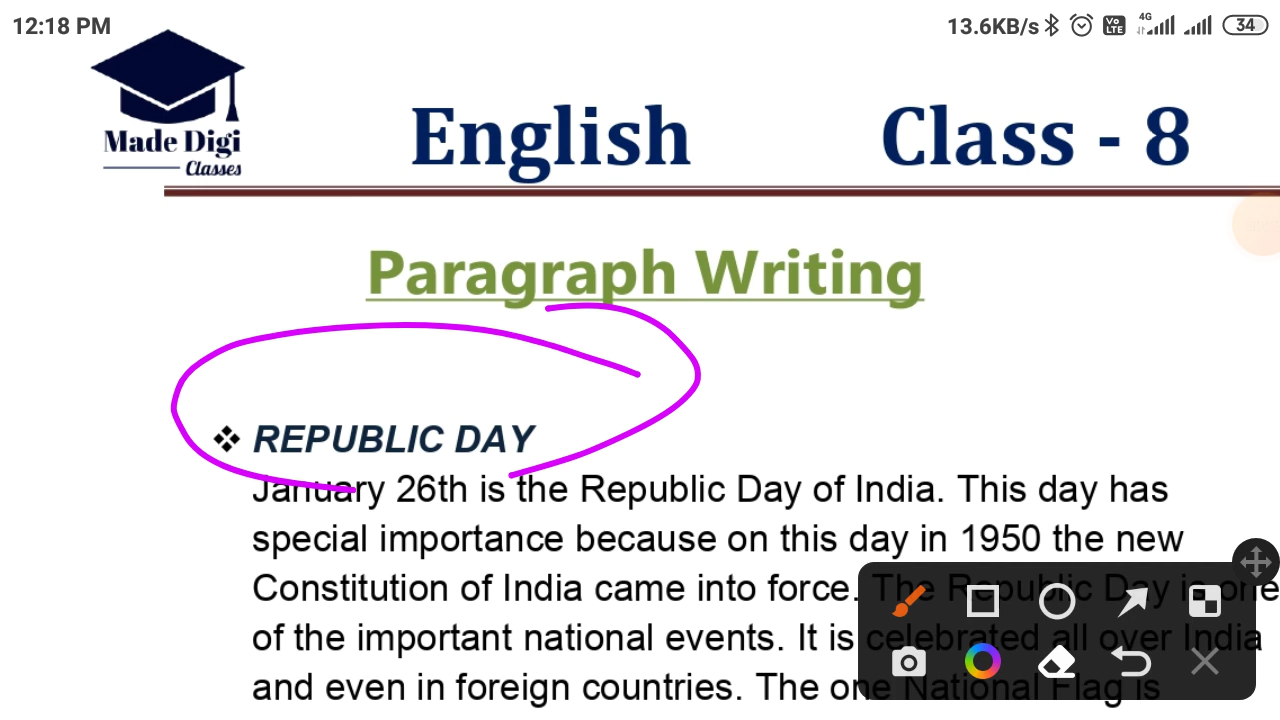 12:18 PM 13.6KB/s 4G Vo LTE 34
Made Digi
Classes
English Class - 8
Paragraph Writing
REPUBLIC DAY
January 26th is the Republic Day of India. This day has
special importance because on this day in 1950 the new
Constitution of India came into force. The Republic Day is one
of the important national events. It is celebrated all over India
and even in foreign countries. The one National Flag is